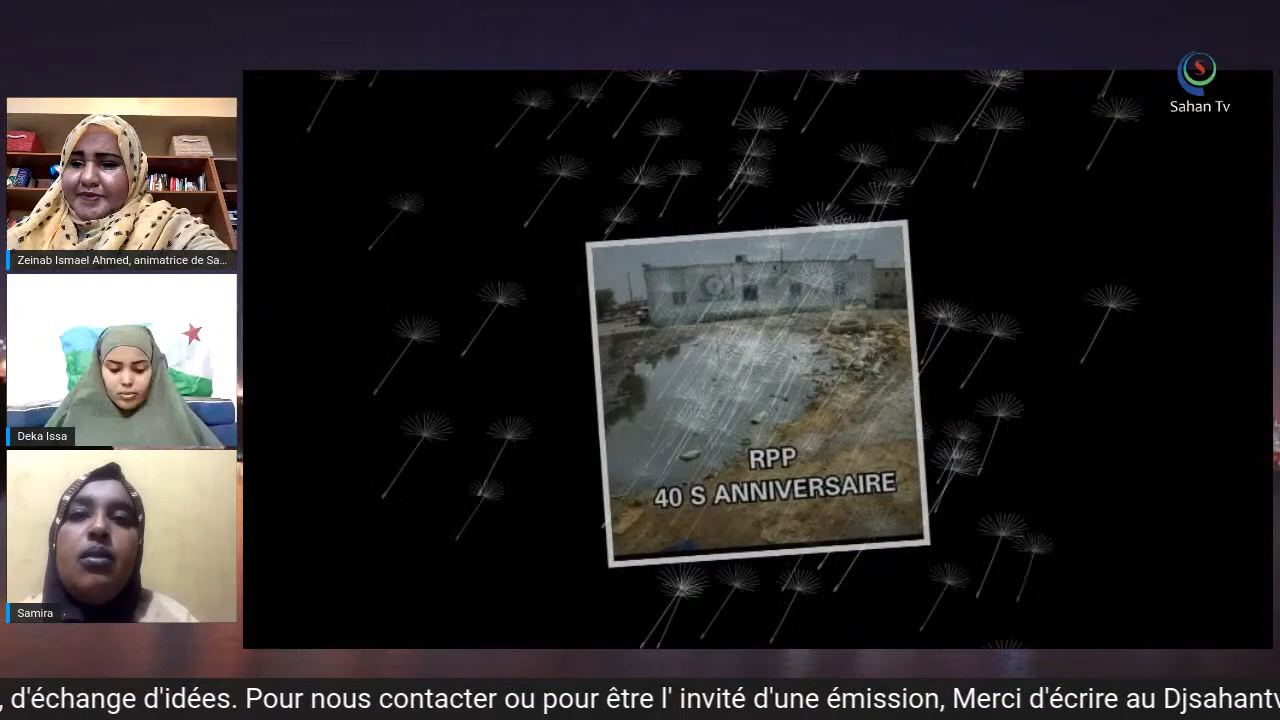 Sahan Tv
Zeinab Ismael Ahmed, animatrice de Sa...
Deka Issa
Samira
RPP
40 S ANNIVERSAIRE
, d'échange d'idées. Pour nous contacter ou pour être l' invité d'une émission, Merci d'écrire au Djsahantv